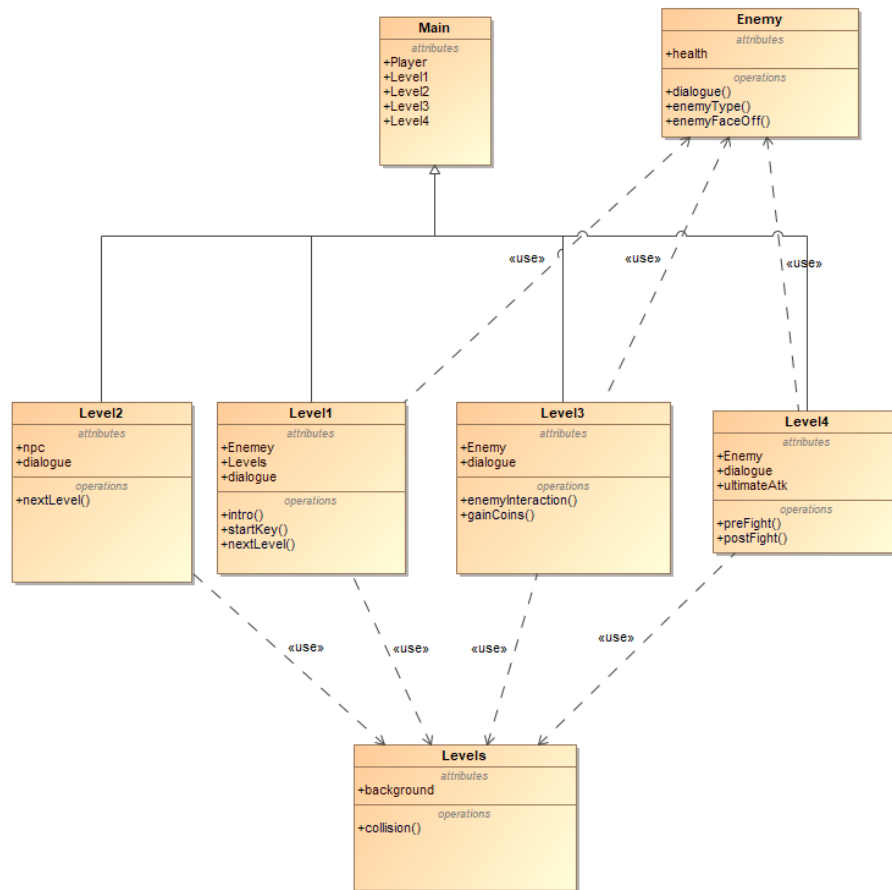 Main
attributes
+Player
+Level1
+Level2
+Level3
+Level4
Enemy
attributes
+health
operations
+dialogue()
+enemyType()
+enemyFaceOff()
«use»
«use»
«use»
Level2
attributes
+npc
+dialogue
operations
+nextLevel()
Level1
attributes
+Enemey
+Levels
+dialogue
operations
+intro()
+startKey()
+nextLevel()
Level3
attributes
+Enemy
+dialogue
operations
+enemyInteraction()
+gainCoins()
Level4
attributes
+Enemy
+dialogue
+ultimateAtk
operations
+preFight()
+postFight()
«use»
«use»
«use»
«use»
Levels
attributes
+background
operations
+collision()